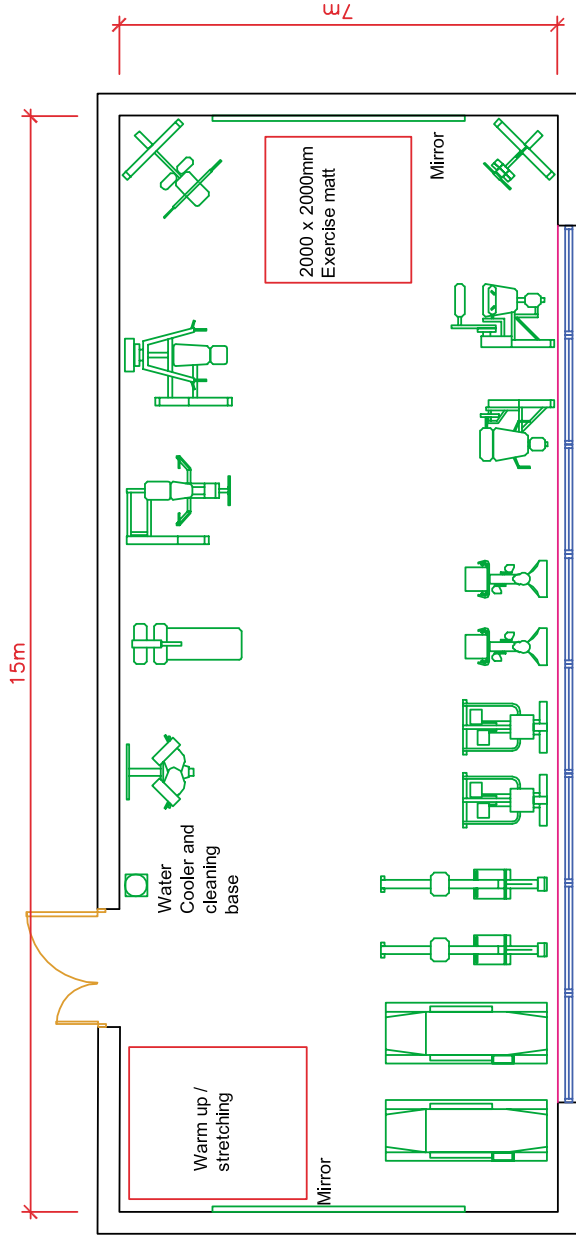 7m
15m
2000 x 2000mm
Exercise matt
Mirror
Water
Cooler and
cleaning
base
Warm up /
stretching
Mirror